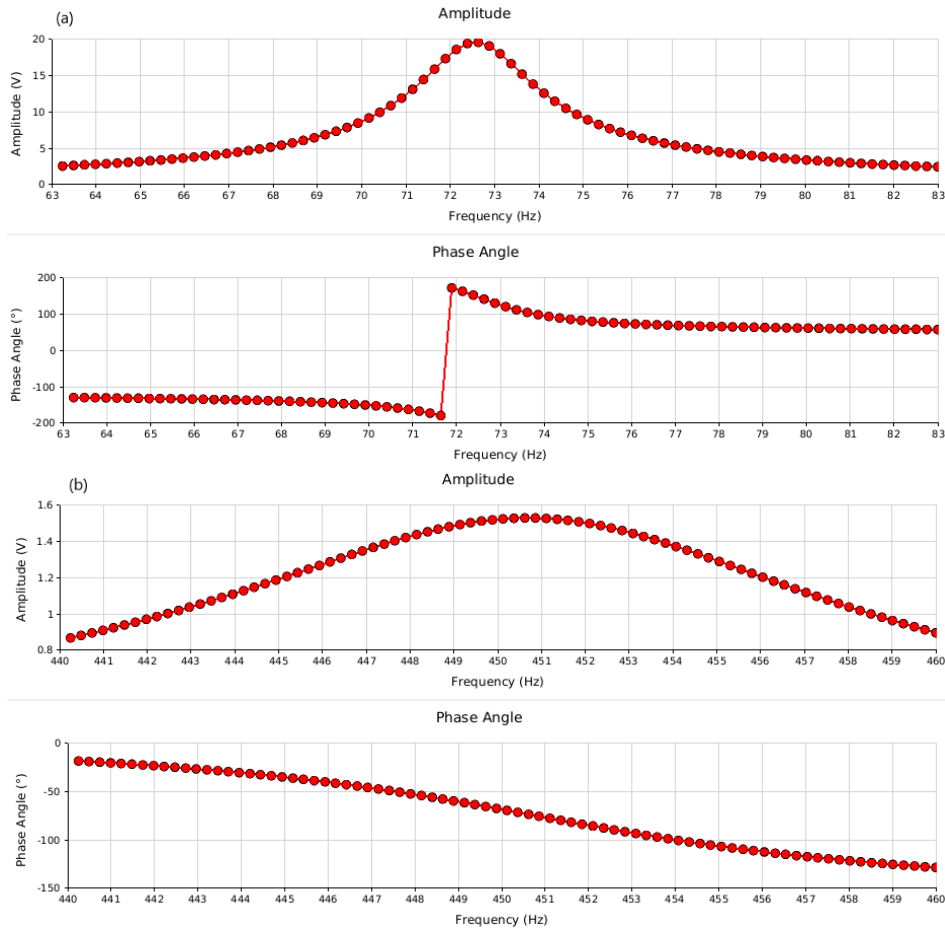 (a)
Amplitude
Amplitude (V)
20
15
10
5
0
63 64 65 66 67 68 69 70 71 72 73 74 75 76 77 78 79 80 81 82 83
Frequency (Hz)
Phase Angle
Phase Angle (°)
200
100
0
-100
-200
63 64 65 66 67 68 69 70 71 72 73 74 75 76 77 78 79 80 81 82 83
Frequency (Hz)
(b)
Amplitude
Amplitude (V)
1.6
1.4
1.2
1
0.8
440 441 442 443 444 445 446 447 448 449 450 451 452 453 454 455 456 457 458 459 460
Frequency (Hz)
Phase Angle
Phase Angle (°)
0
-50
-100
-150
440 441 442 443 444 445 446 447 448 449 450 451 452 453 454 455 456 457 458 459 460
Frequency (Hz)